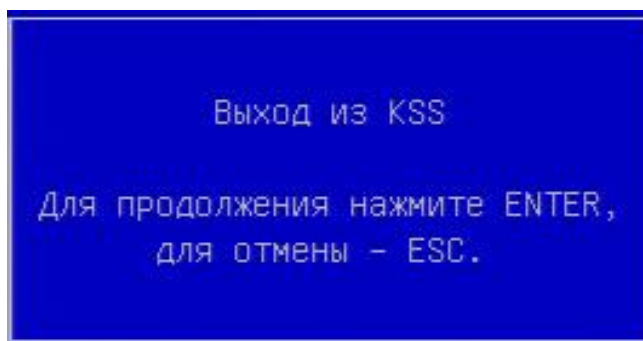 Выход из KSS
Для продолжения нажмите ENTER,
для отмены - ESC.